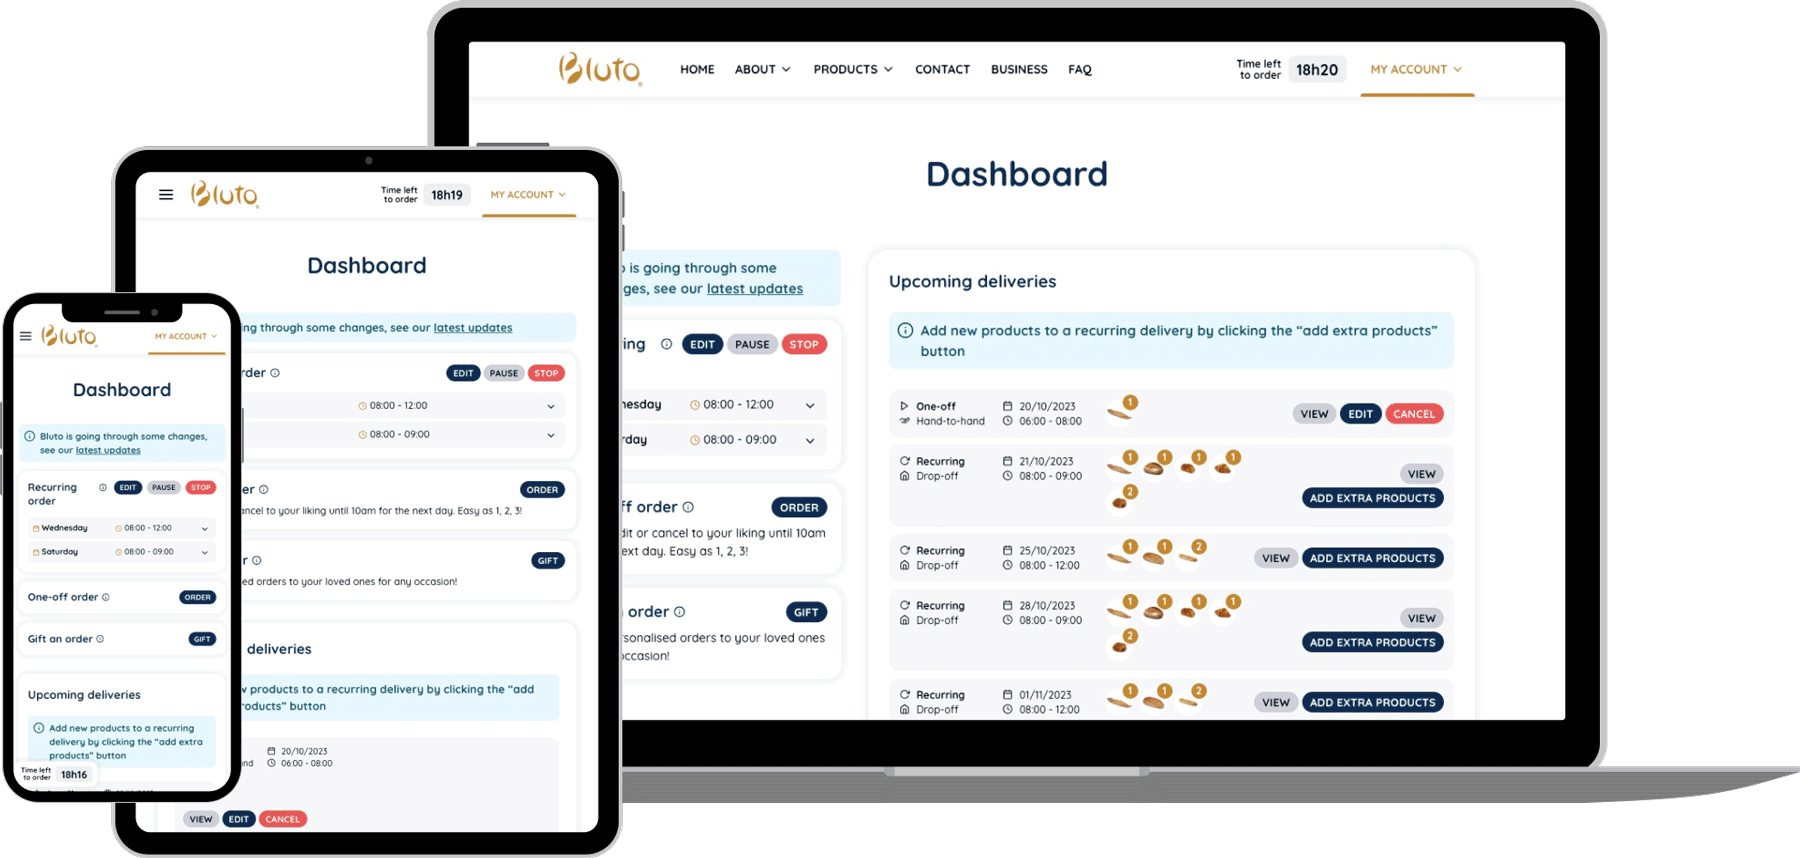 Bluto
HOME
ABOUT
PRODUCTS
CONTACT
BUSINESS
FAQ
Time left
to order
18h20
MY ACCOUNT
Dashboard
is going through some
ges, see our latest updates
ing
EDIT
PAUSE
STOP
nesday
08:00 - 12:00
rday
08:00 - 09:00
ff order
ORDER
dit or cancel to your liking until 10am
ext day. Easy as 1, 2, 3!
order
GIFT
rsonalised orders to your loved ones
occasion!
Upcoming deliveries
Add new products to a recurring delivery by clicking the “add extra products”
button
One-off
Hand-to-hand
20/10/2023
06:00 - 08:00
1
VIEW
EDIT
CANCEL
Recurring
Drop-off
21/10/2023
08:00 - 09:00
1
1
1
1
2
VIEW
ADD EXTRA PRODUCTS
Recurring
Drop-off
25/10/2023
08:00 - 12:00
1
1
2
VIEW
ADD EXTRA PRODUCTS
Recurring
Drop-off
28/10/2023
08:00 - 09:00
1
1
1
1
2
VIEW
ADD EXTRA PRODUCTS
Recurring
Drop-off
01/11/2023
08:00 - 12:00
1
1
2
VIEW
ADD EXTRA PRODUCTS
Bluto
Time left
to order
18h19
MY ACCOUNT
Dashboard
ing through some changes, see our latest updates
rder
EDIT
PAUSE
STOP
08:00 - 12:00
08:00 - 09:00
er
ORDER
ancel to your liking until 10am for the next day. Easy as 1, 2, 3!
r
GIFT
ed orders to your loved ones for any occasion!
deliveries
w products to a recurring delivery by clicking the “add
roducts” button
nd
20/10/2023
06:00 - 08:00
VIEW
EDIT
CANCEL
Bluto
MY ACCOUNT
Dashboard
Bluto is going through some changes,
see our latest updates
Recurring
order
EDIT
PAUSE
STOP
Wednesday
08:00 - 12:00
Saturday
08:00 - 09:00
One-off order
ORDER
Gift an order
GIFT
Upcoming deliveries
Add new products to a recurring
delivery by clicking the “add extra
products” button
Time left
to order
18h16